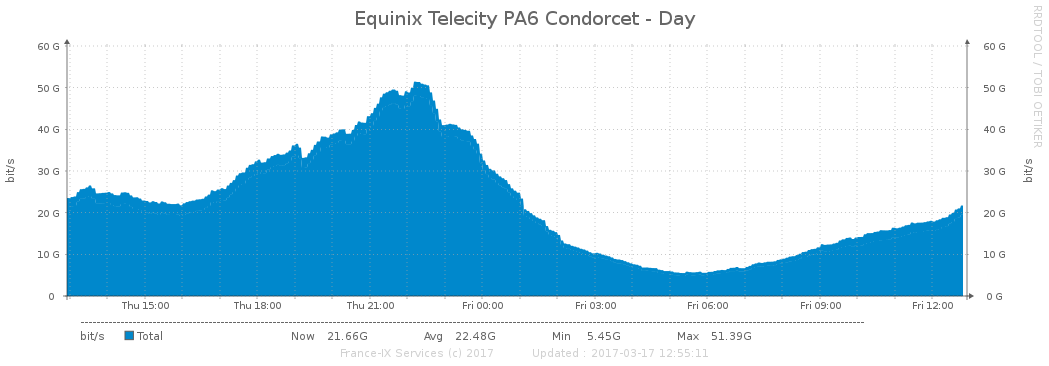 Equinix Telecity PA6 Condorcet - Day
RRDTOOL / TOBI OETIKER
60 G 60 G
50 G 50 G
40 G 40 G
30 G 30 G
20 G 20 G
10 G 10 G
0 0 G
bit/s
bit/s
Thu 15:00 Thu 18:00 Thu 21:00 Fri 00:00 Fri 03:00 Fri 06:00 Fri 09:00 Fri 12:00
bit/s Total Now 21.66G Avg 22.48G Min 5.45G Max 51.39G
France-IX Services (c) 2017 Updated : 2017-03-17 12:55:11